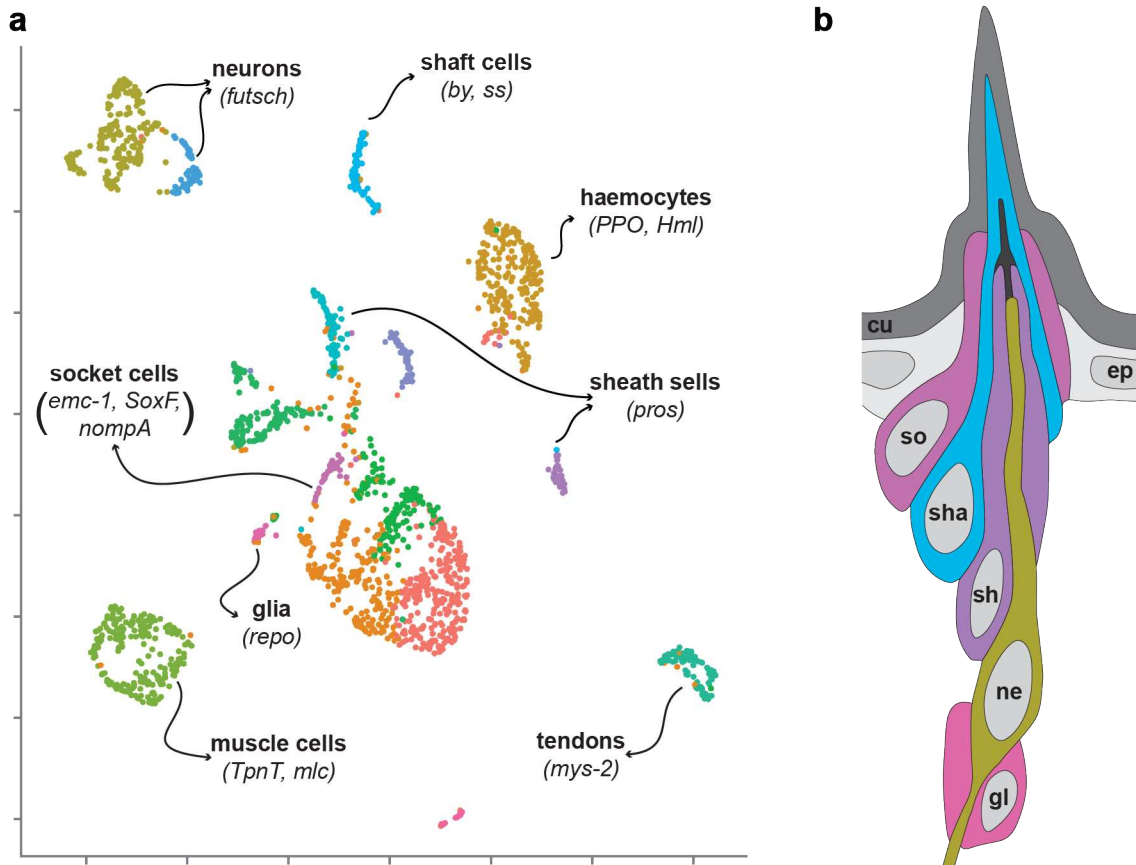 a
b
neurons
(futsch)
shaft cells
(by, ss)
haemocytes
(PPO, Hml)
socket cells
(emc-1, SoxF,
nompA)
sheath sells
(pros)
glia
(repo)
muscle cells
(TpnT, mlc)
tendons
(mys-2)
cu
ep
so
sha
sh
ne
gl